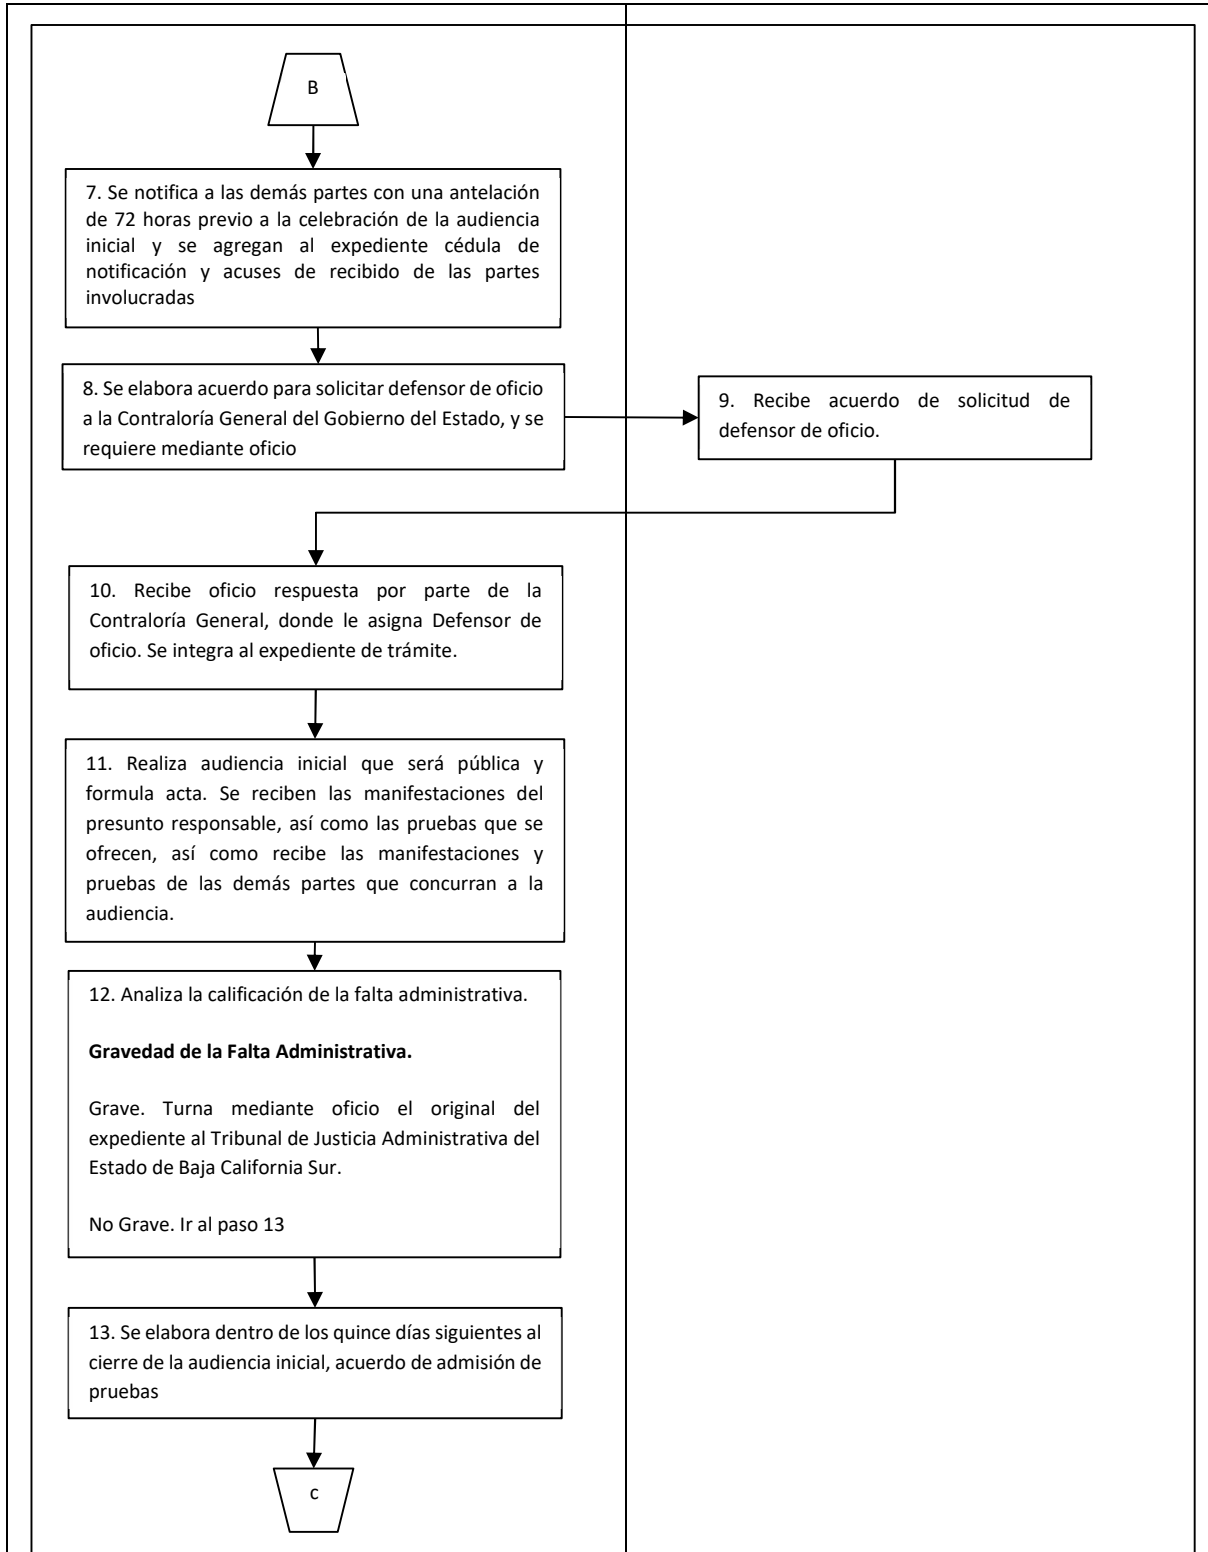 B
7. Se notifica a las demás partes con una antelación
de 72 horas previo a la celebración de la audiencia
inicial y se agregan al expediente cédula de
notificación y acuses de recibido de las partes
involucradas
8. Se elabora acuerdo para solicitar defensor de oficio
a la Contraloría General del Gobierno del Estado, y se
requiere mediante oficio
9. Recibe acuerdo de solicitud de
defensor de oficio.
10. Recibe oficio respuesta por parte de la
Contraloría General, donde le asigna Defensor de
oficio. Se integra al expediente de trámite.
11. Realiza audiencia inicial que será pública y
formula acta. Se reciben las manifestaciones del
presunto responsable, así como las pruebas que se
ofrecen, así como recibe las manifestaciones y
pruebas de las demás partes que concurran a la
audiencia.
12. Analiza la calificación de la falta administrativa.
Gravedad de la Falta Administrativa.
Grave. Turna mediante oficio el original del
expediente al Tribunal de Justicia Administrativa del
Estado de Baja California Sur.
No Grave. Ir al paso 13
13. Se elabora dentro de los quince días siguientes al
cierre de la audiencia inicial, acuerdo de admisión de
pruebas
c